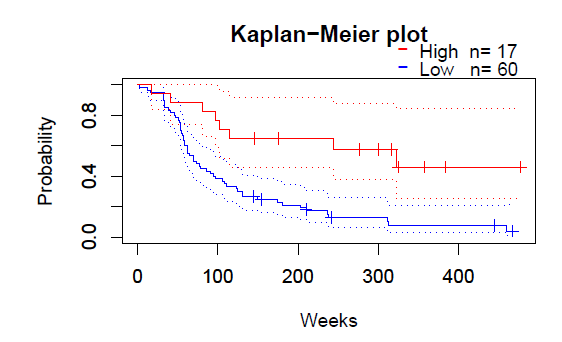 Kaplan−Meier plot
High n= 17
Low n= 60
Probability
0.8
0.4
0.0
0 100 200 300 400
Weeks